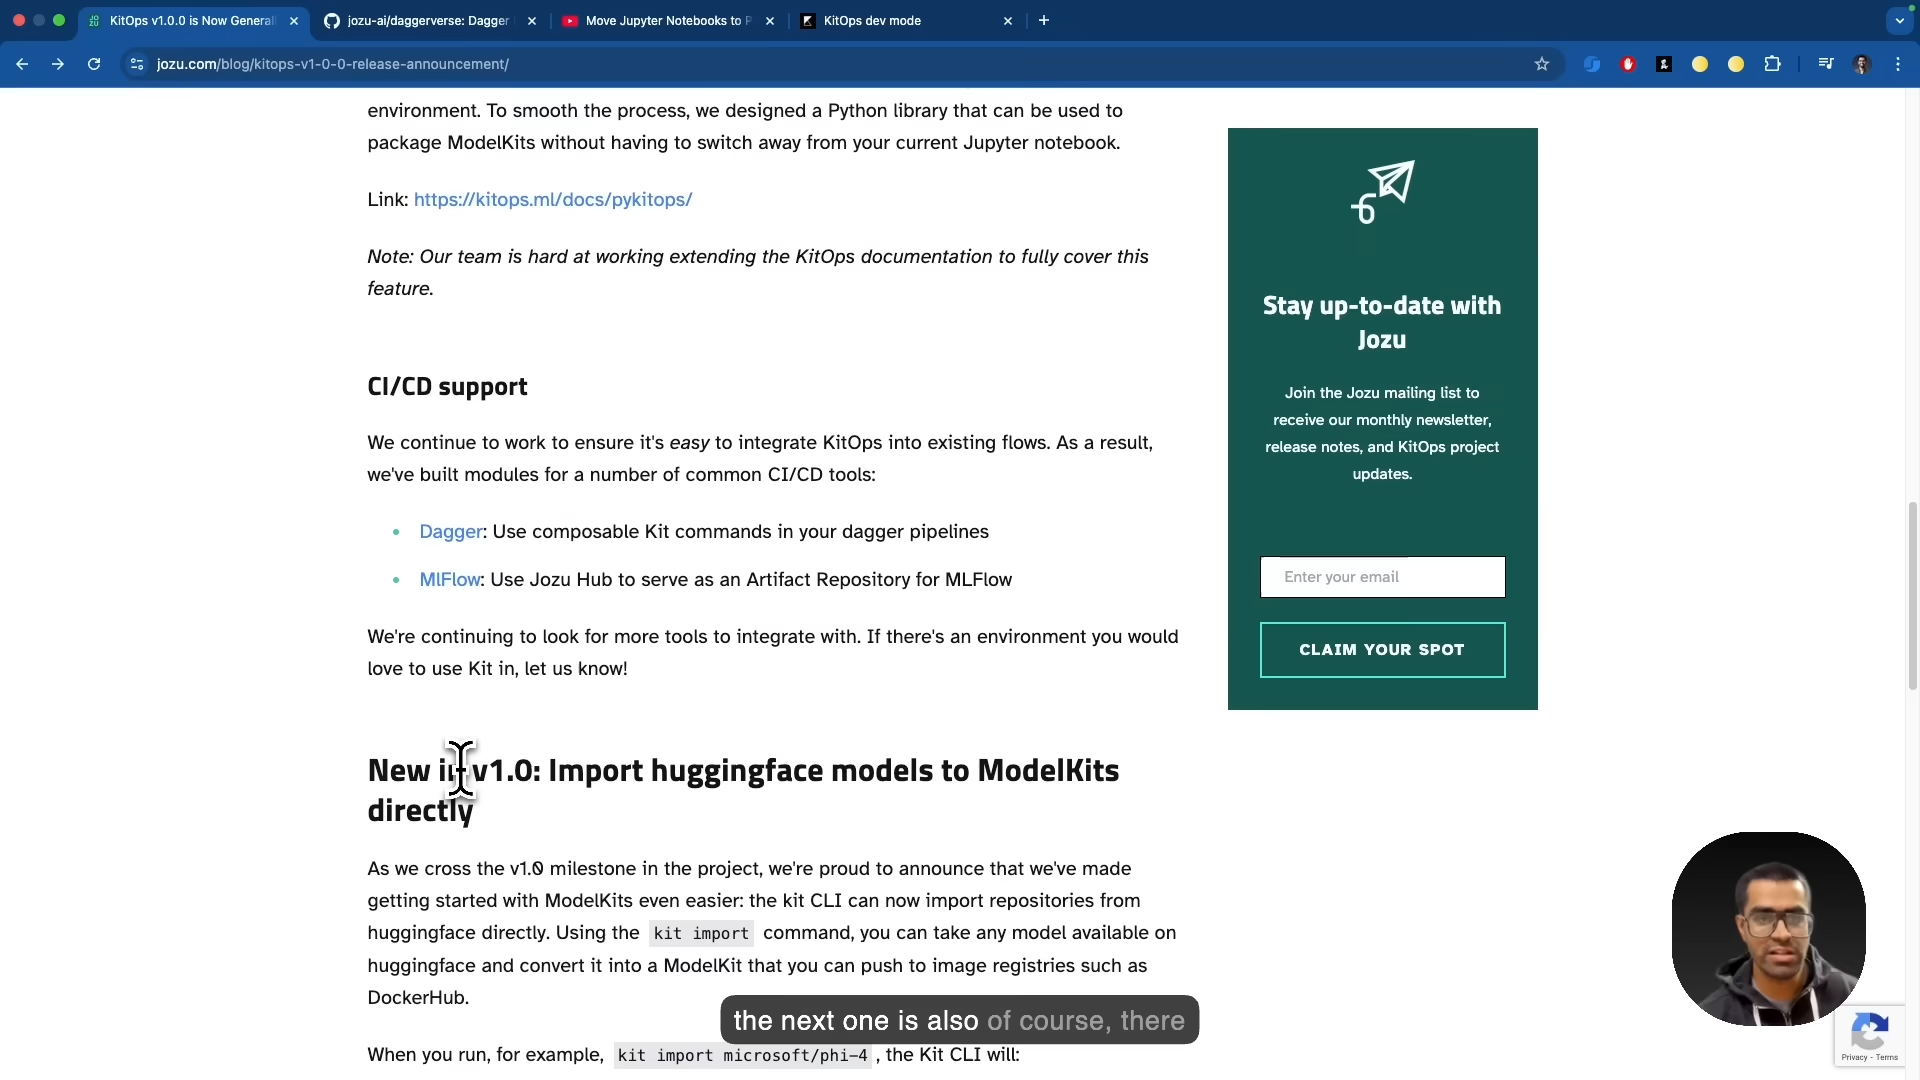 KitOps v1.0.0 is Now General
jozu-ai/daggerverse: Dagger
Move Jupyter Notebooks to P
KitOps dev mode
jozu.com/blog/kitops-v1-0-0-release-announcement/
environment. To smooth the process, we designed a Python library that can be used to
package ModelKits without having to switch away from your current Jupyter notebook.
Link: https://kitops.ml/docs/pykitops/
Note: Our team is hard at working extending the KitOps documentation to fully cover this
feature.
CI/CD support
We continue to work to ensure it's easy to integrate KitOps into existing flows. As a result,
we've built modules for a number of common CI/CD tools:
Dagger: Use composable Kit commands in your dagger pipelines
MlFlow: Use Jozu Hub to serve as an Artifact Repository for MLFlow
We're continuing to look for more tools to integrate with. If there's an environment you would
love to use Kit in, let us know!
New in v1.0: Import huggingface models to ModelKits
directly
As we cross the v1.0 milestone in the project, we're proud to announce that we've made
getting started with ModelKits even easier: the kit CLI can now import repositories from
huggingface directly. Using the kit import command, you can take any model available on
huggingface and convert it into a ModelKit that you can push to image registries such as
DockerHub.
When you run, for example, kit import microsoft/phi-4 , the Kit CLI will:
Stay up-to-date with
Jozu
Join the Jozu mailing list to
receive our monthly newsletter,
release notes, and KitOps project
updates.
Enter your email
CLAIM YOUR SPOT
the next one is also of course, there
Privacy - Terms